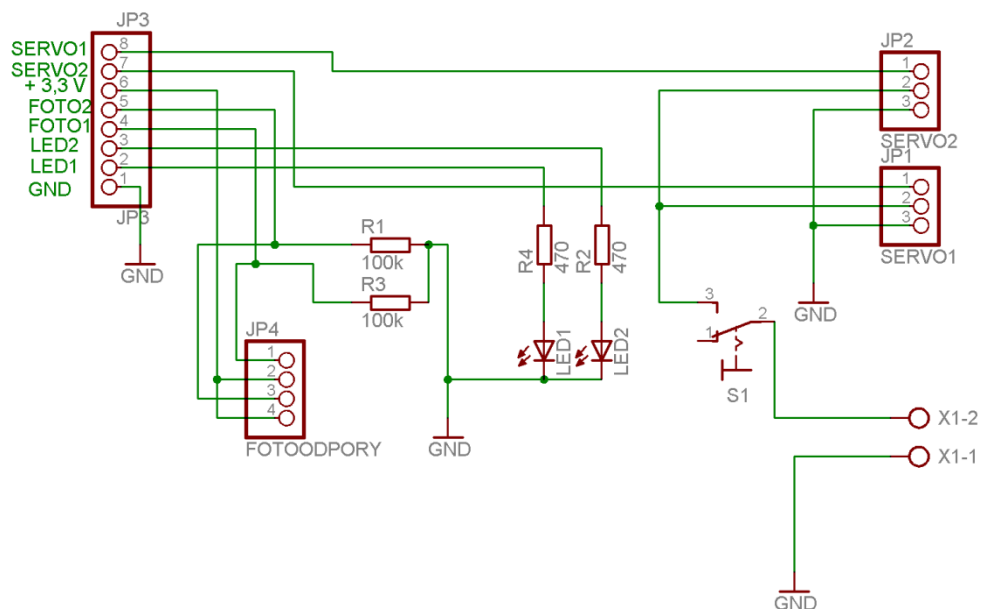 JP3
SERVO1
8
SERVO2
7
+ 3,3 V
6
FOTO2
5
FOTO1
4
LED2
3
LED1
2
GND
1
JP3
GND
JP2
1
2
3
SERVO2
JP1
1
2
3
SERVO1
GND
R1
100k
R3
100k
R4
470
R2
470
LED1
LED2
JP4
1
2
3
4
FOTOODPORY
GND
3
1
2
S1
X1-2
X1-1
GND